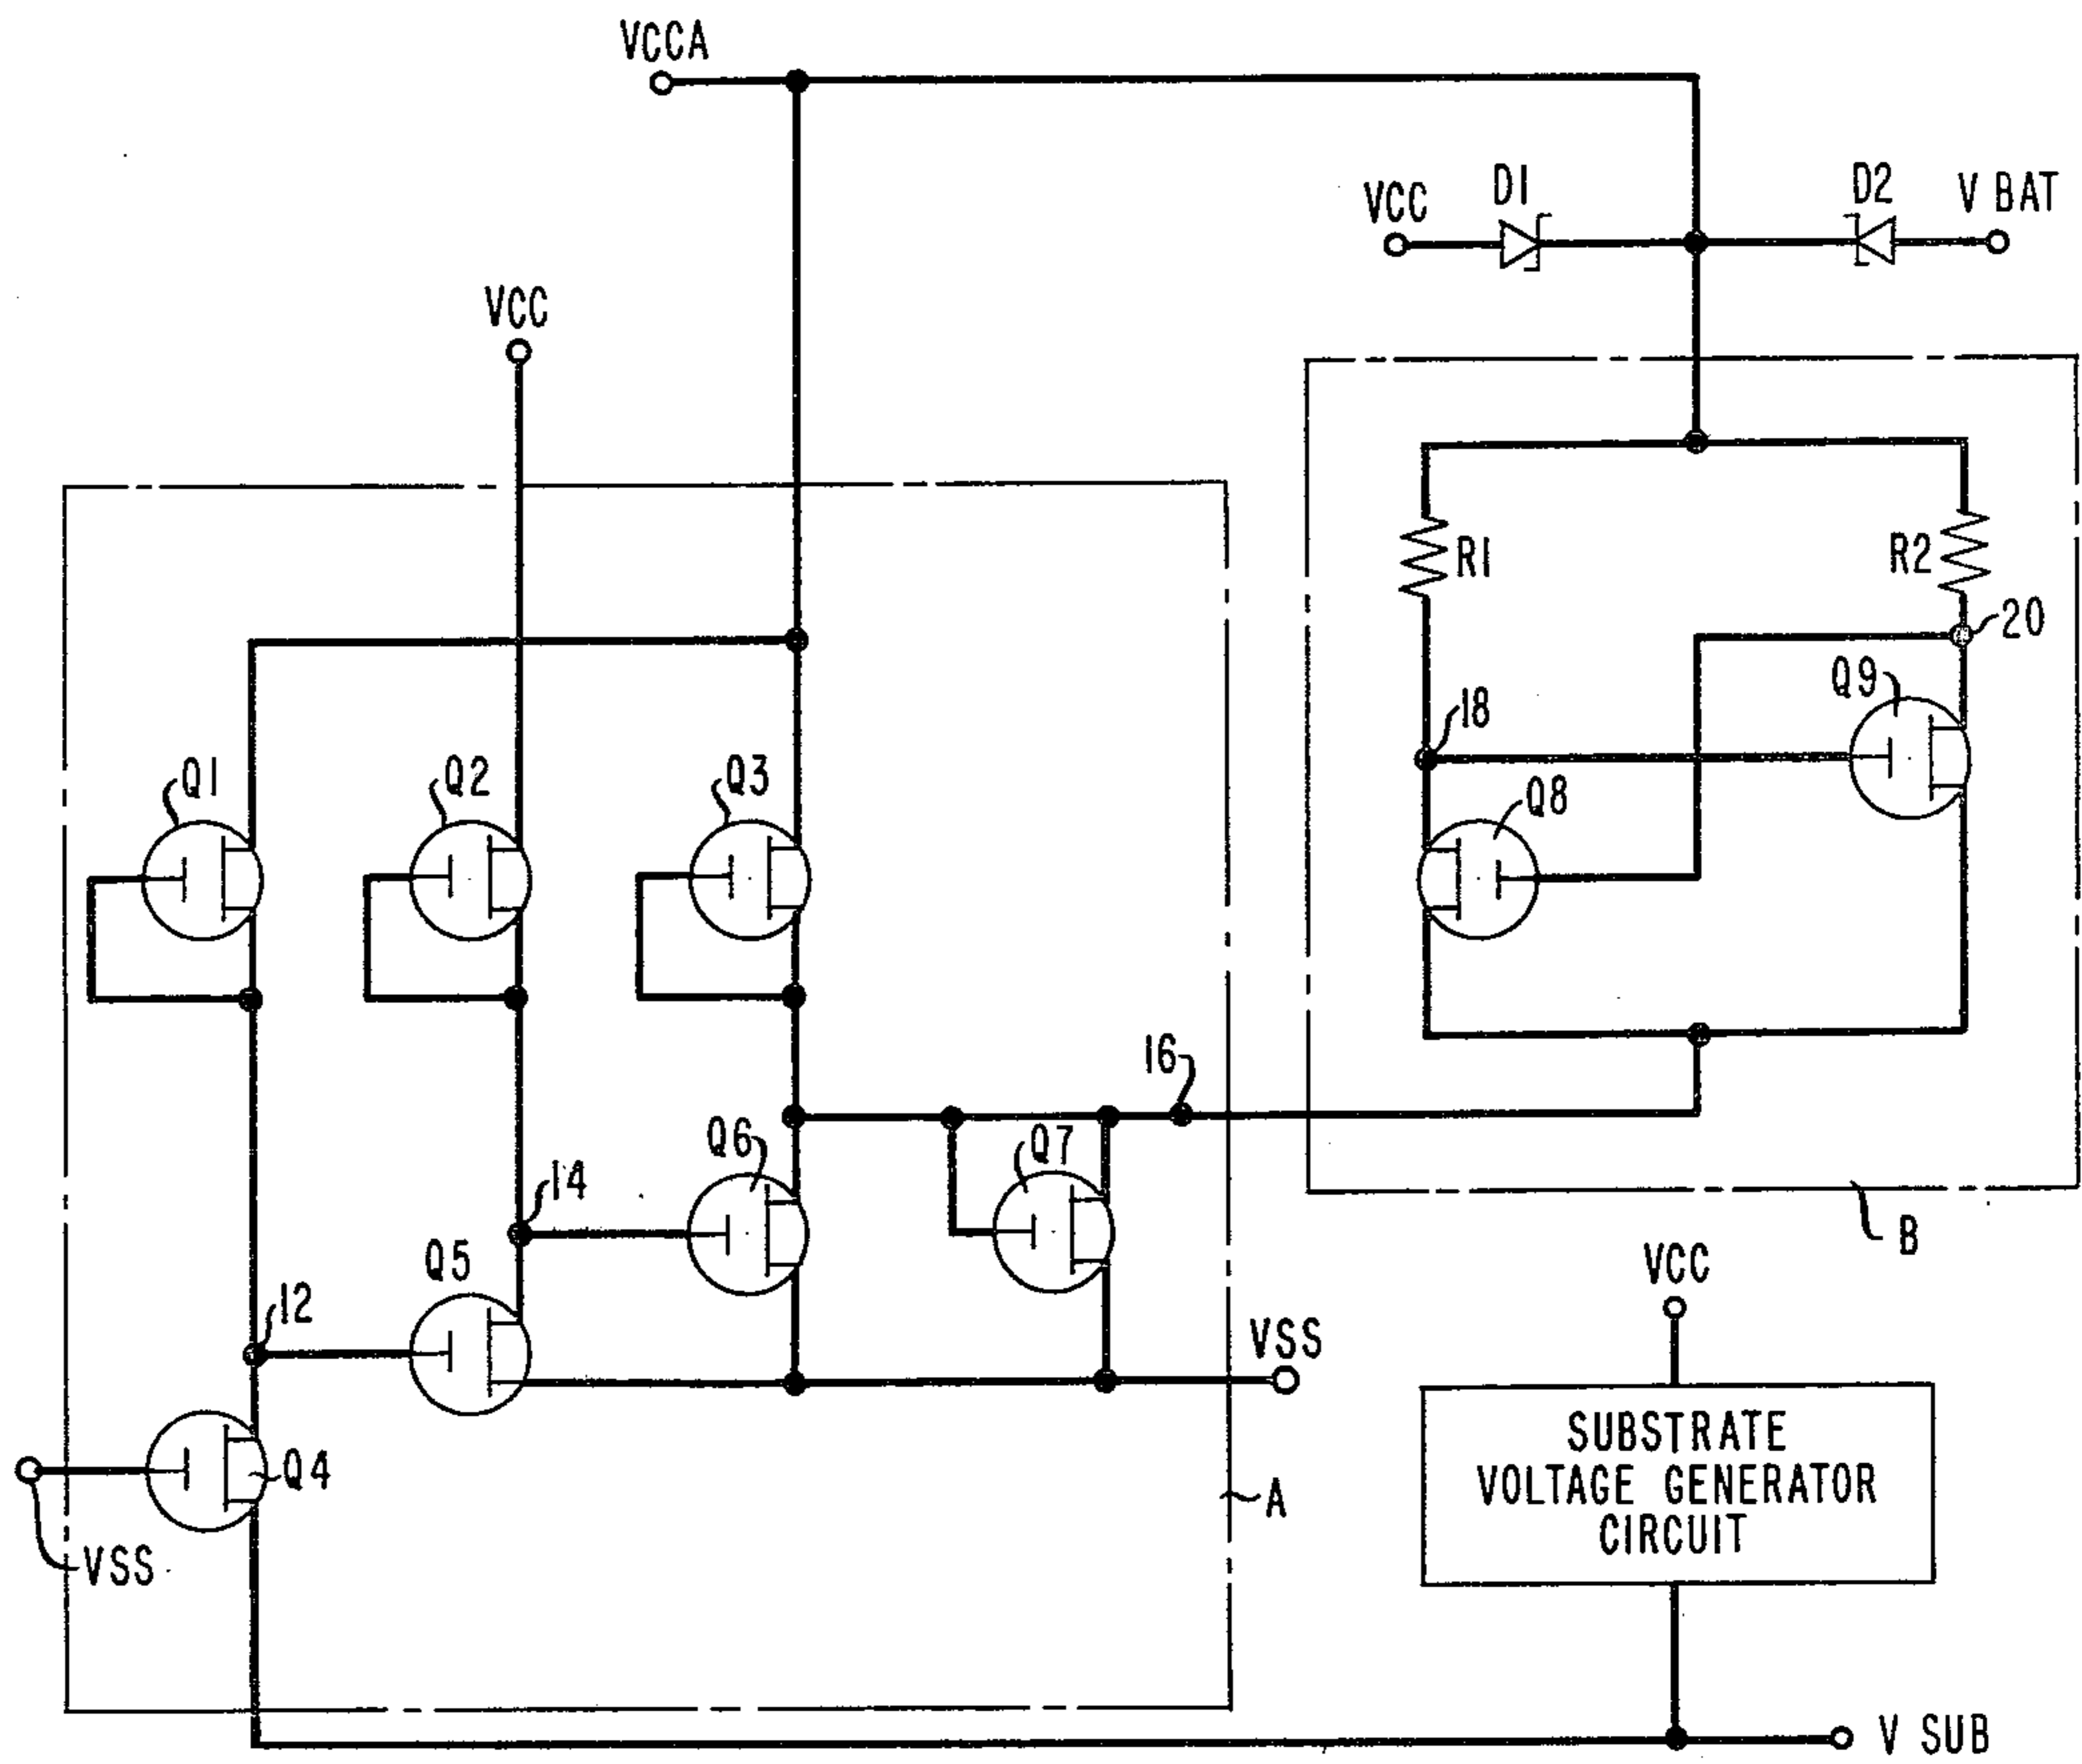 VCCA
D1
D2
VCC
V BAT
VCC
R1
R2
20
Q9
18
Q8
Q1
Q2
Q3
16
Q6
Q7
14
Q5
12
B
VCC
VSS
SUBSTRATE
VOLTAGE GENERATOR
CIRCUIT
Q4
A
VSS
V SUB